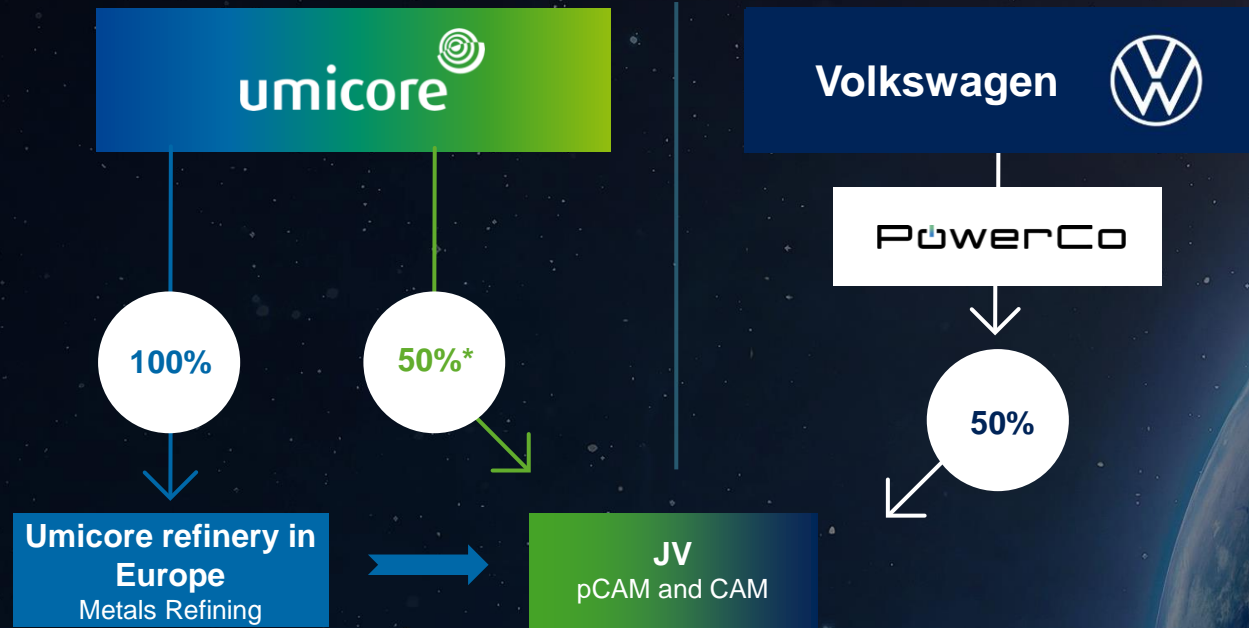 umicore
Volkswagen
PowerCo
100%
50%*
50%
Umicore refinery in
Europe
Metals Refining
JV
pCAM and CAM